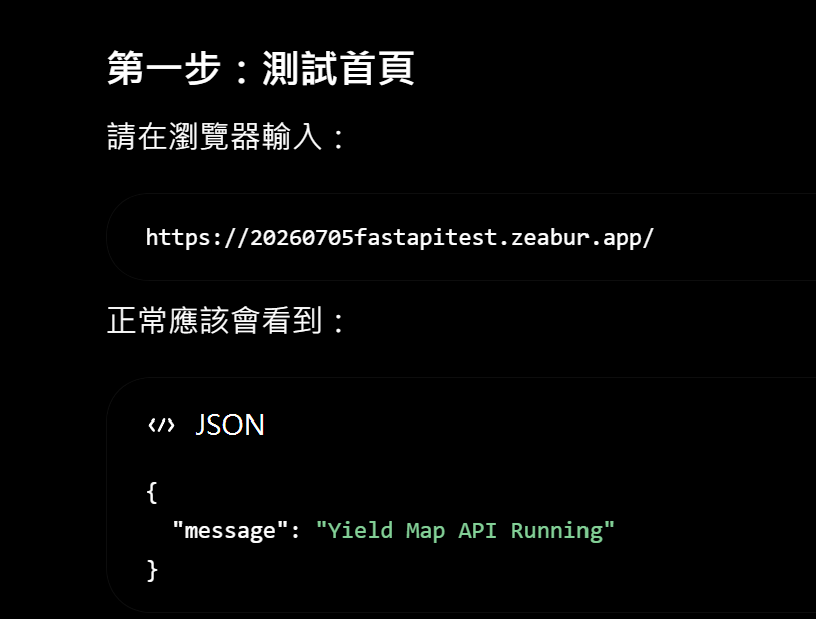 第一步：測試首頁
請在瀏覽器輸入：
https://20260705fastapitest.zeabur.app/
正常應該會看到：
</> JSON
{
"message": "Yield Map API Running"
}